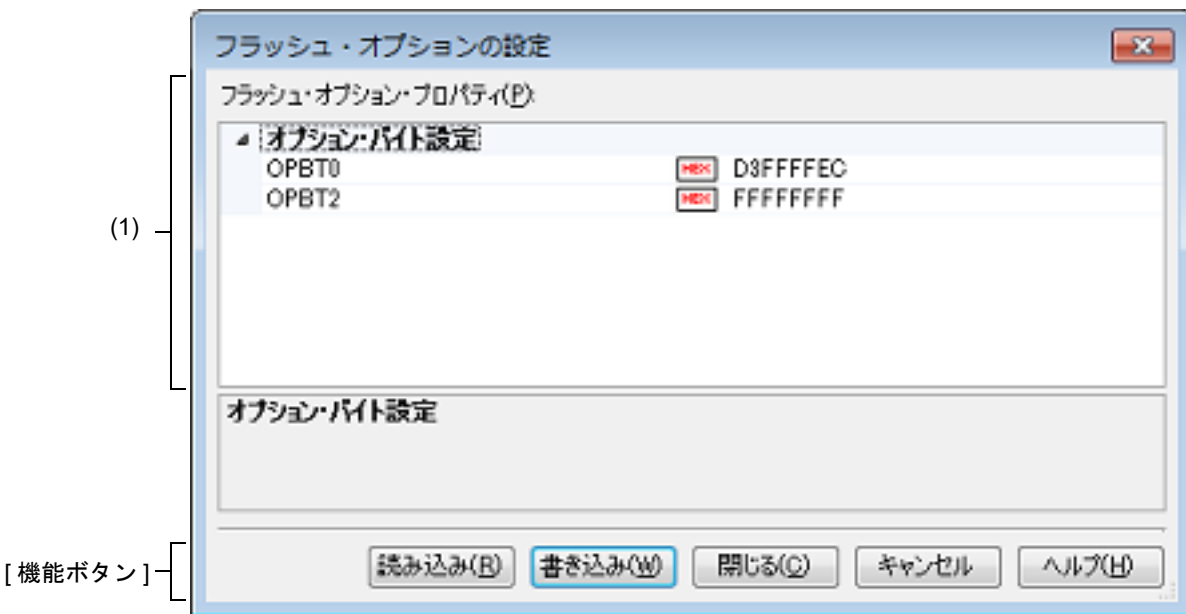 フラッシュ・オプションの設定
フラッシュ・オプション・プロパティ(P):
オプション・バイト設定
OPBT0 HEX D3FFFFEC
OPBT2 HEX FFFFFFFF
(1)
オプション・バイト設定
[機能ボタン]
読み込み(R) 書き込み(W) 閉じる(C) キャンセル ヘルプ(H)